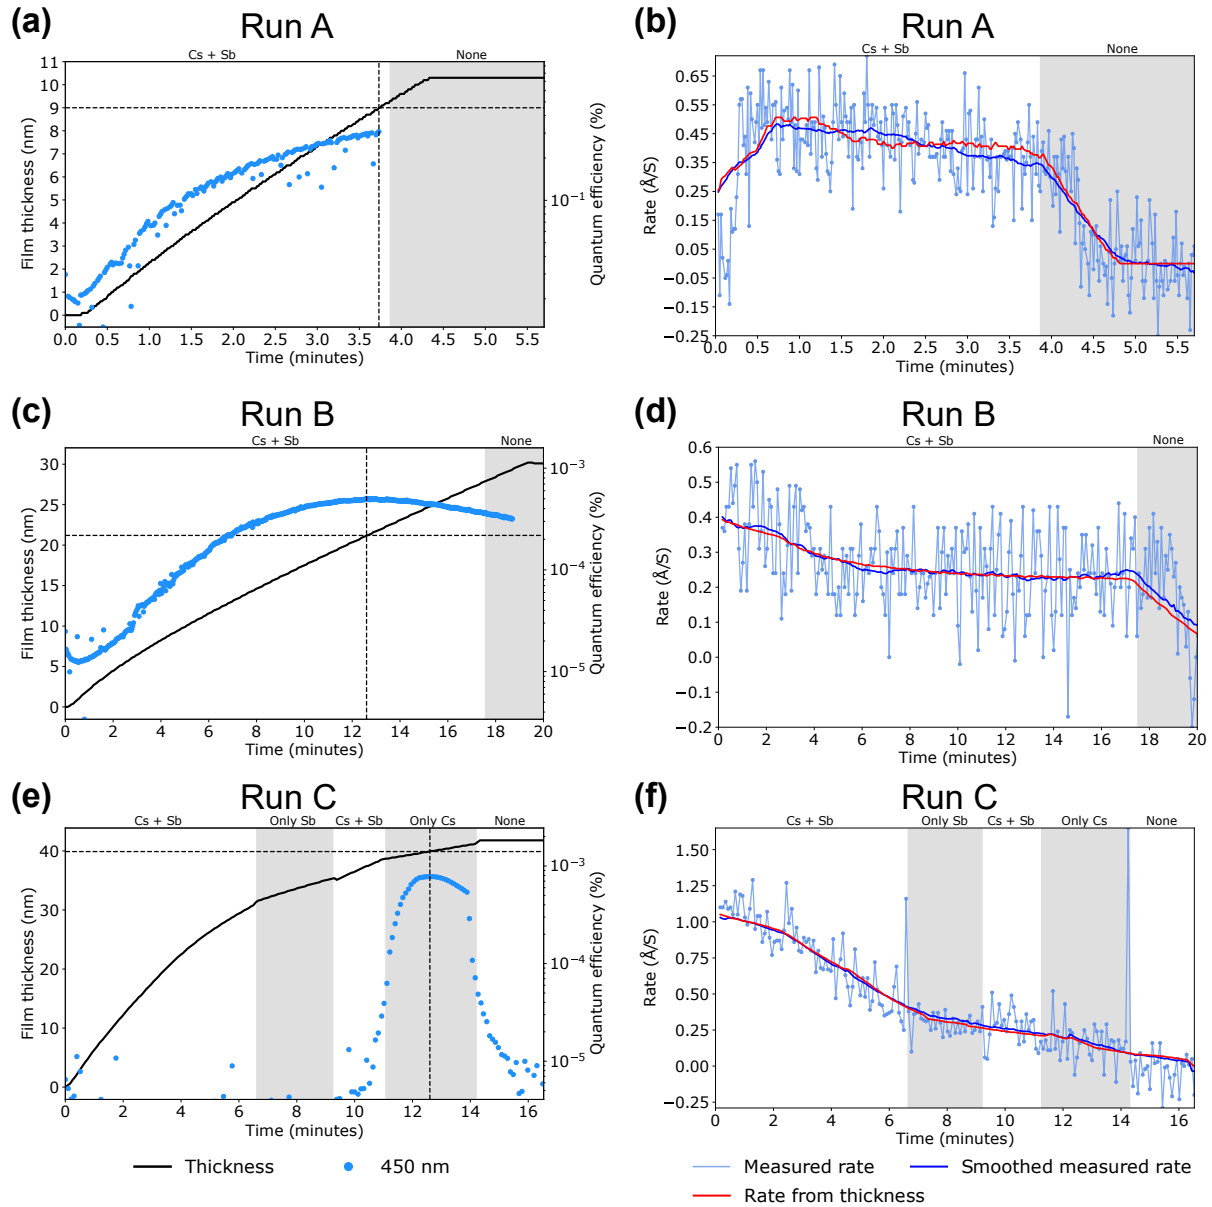 (a) Run A
Cs + Sb None
11
10
9
8
7
6
5
4
3
2
1
0
Film thickness (nm)
10⁻¹
Quantum efficiency (%)
0.0 0.5 1.0 1.5 2.0 2.5 3.0 3.5 4.0 4.5 5.0 5.5
Time (minutes)
(b) Run A
Cs + Sb None
0.65
0.55
0.45
0.35
0.25
0.15
0.05
−0.05
−0.15
−0.25
Rate (Å/S)
0.0 0.5 1.0 1.5 2.0 2.5 3.0 3.5 4.0 4.5 5.0 5.5
Time (minutes)
(c) Run B
Cs + Sb None
30
25
20
15
10
5
0
Film thickness (nm)
10⁻³
10⁻⁴
10⁻⁵
Quantum efficiency (%)
0 2 4 6 8 10 12 14 16 18 20
Time (minutes)
(d) Run B
Cs + Sb None
0.6
0.5
0.4
0.3
0.2
0.1
0.0
−0.1
−0.2
Rate (Å/S)
0 2 4 6 8 10 12 14 16 18 20
Time (minutes)
(e) Run C
Cs + Sb Only Sb Cs + Sb Only Cs None
40
30
20
10
0
Film thickness (nm)
10⁻³
10⁻⁴
10⁻⁵
Quantum efficiency (%)
0 2 4 6 8 10 12 14 16
Time (minutes)
(f) Run C
Cs + Sb Only Sb Cs + Sb Only Cs None
1.50
1.25
1.00
0.75
0.50
0.25
0.00
−0.25
Rate (Å/S)
0 2 4 6 8 10 12 14 16
Time (minutes)
Thickness 450 nm
Measured rate Smoothed measured rate
Rate from thickness